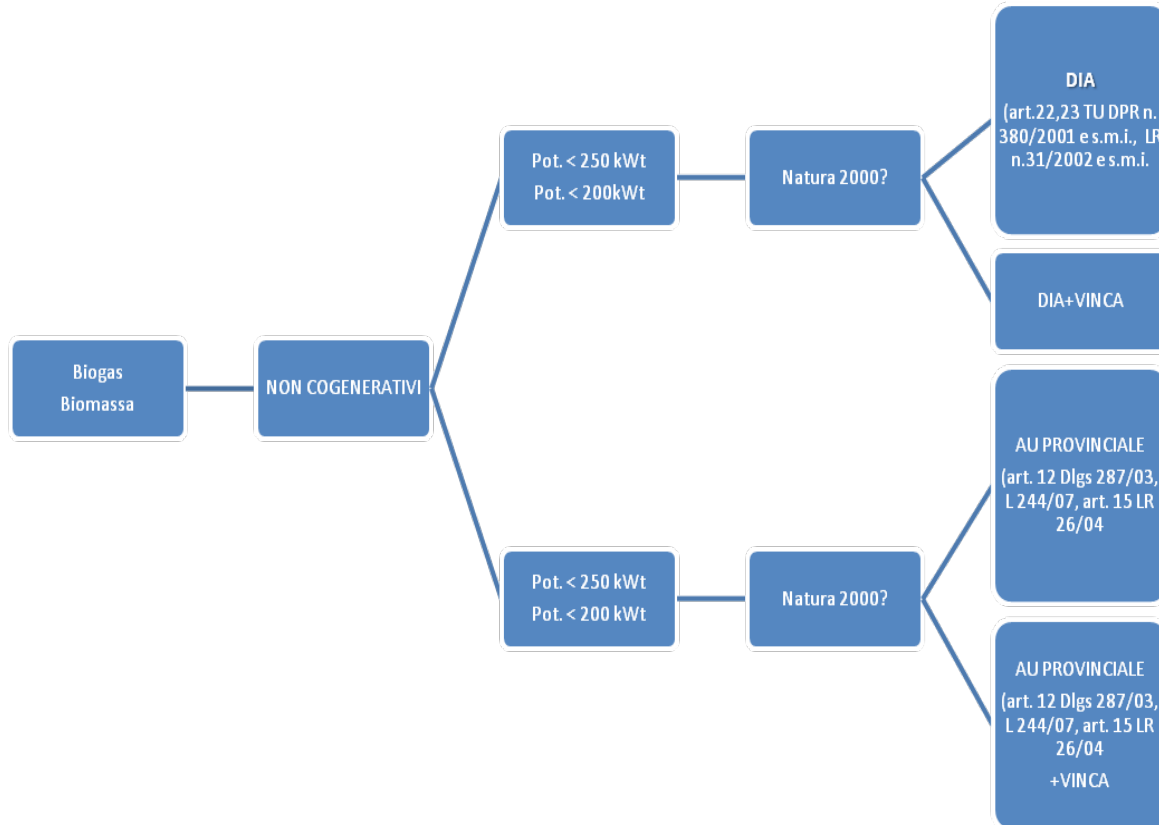 Biogas
Biomassa
NON COGENERATIVI
Pot. < 250 kWt
Pot. < 200kWt
Natura 2000?
DIA
(art.22,23 TU DPR n.
380/2001 e s.m.i., LR
n.31/2002 e s.m.i.
DIA+VINCA
Pot. < 250 kWt
Pot. < 200 kWt
Natura 2000?
AU PROVINCIALE
(art. 12 Dlgs 287/03,
L 244/07, art. 15 LR
26/04
AU PROVINCIALE
(art. 12 Dlgs 287/03,
L 244/07, art. 15 LR
26/04
+VINCA